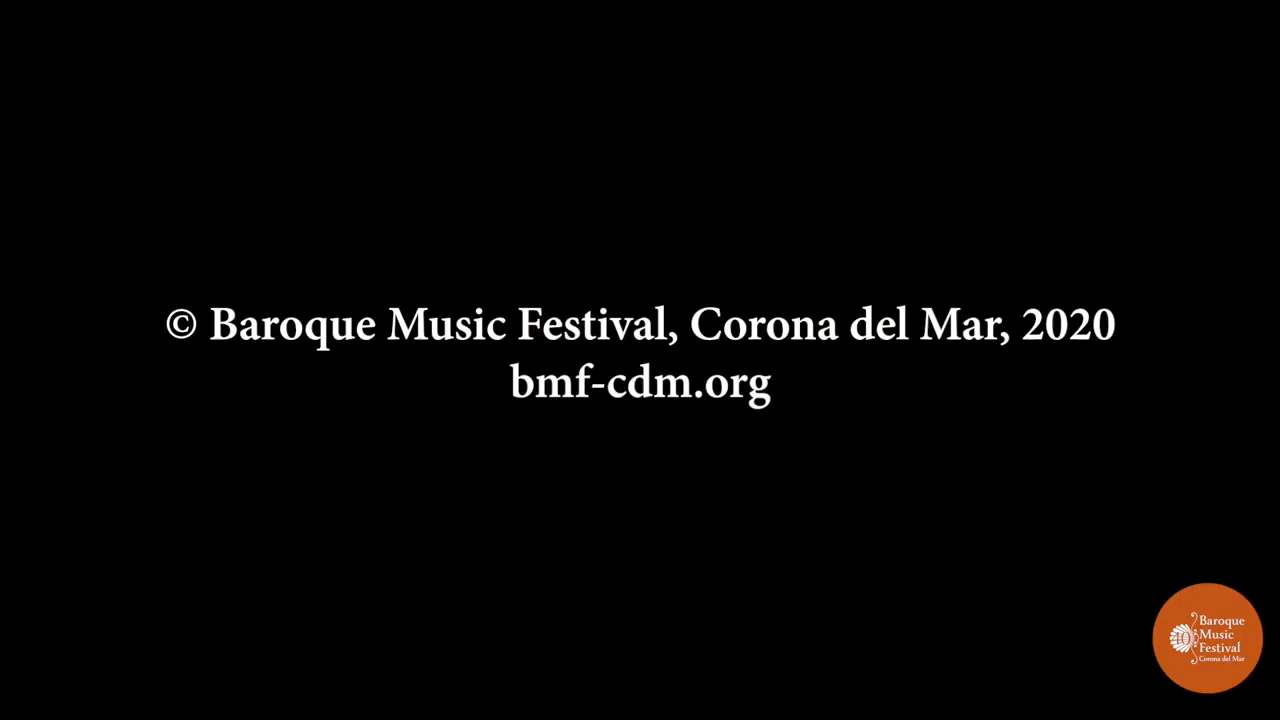 © Baroque Music Festival, Corona del Mar, 2020
bmf-cdm.org
Baroque
Music
Festival
Corona del Mar